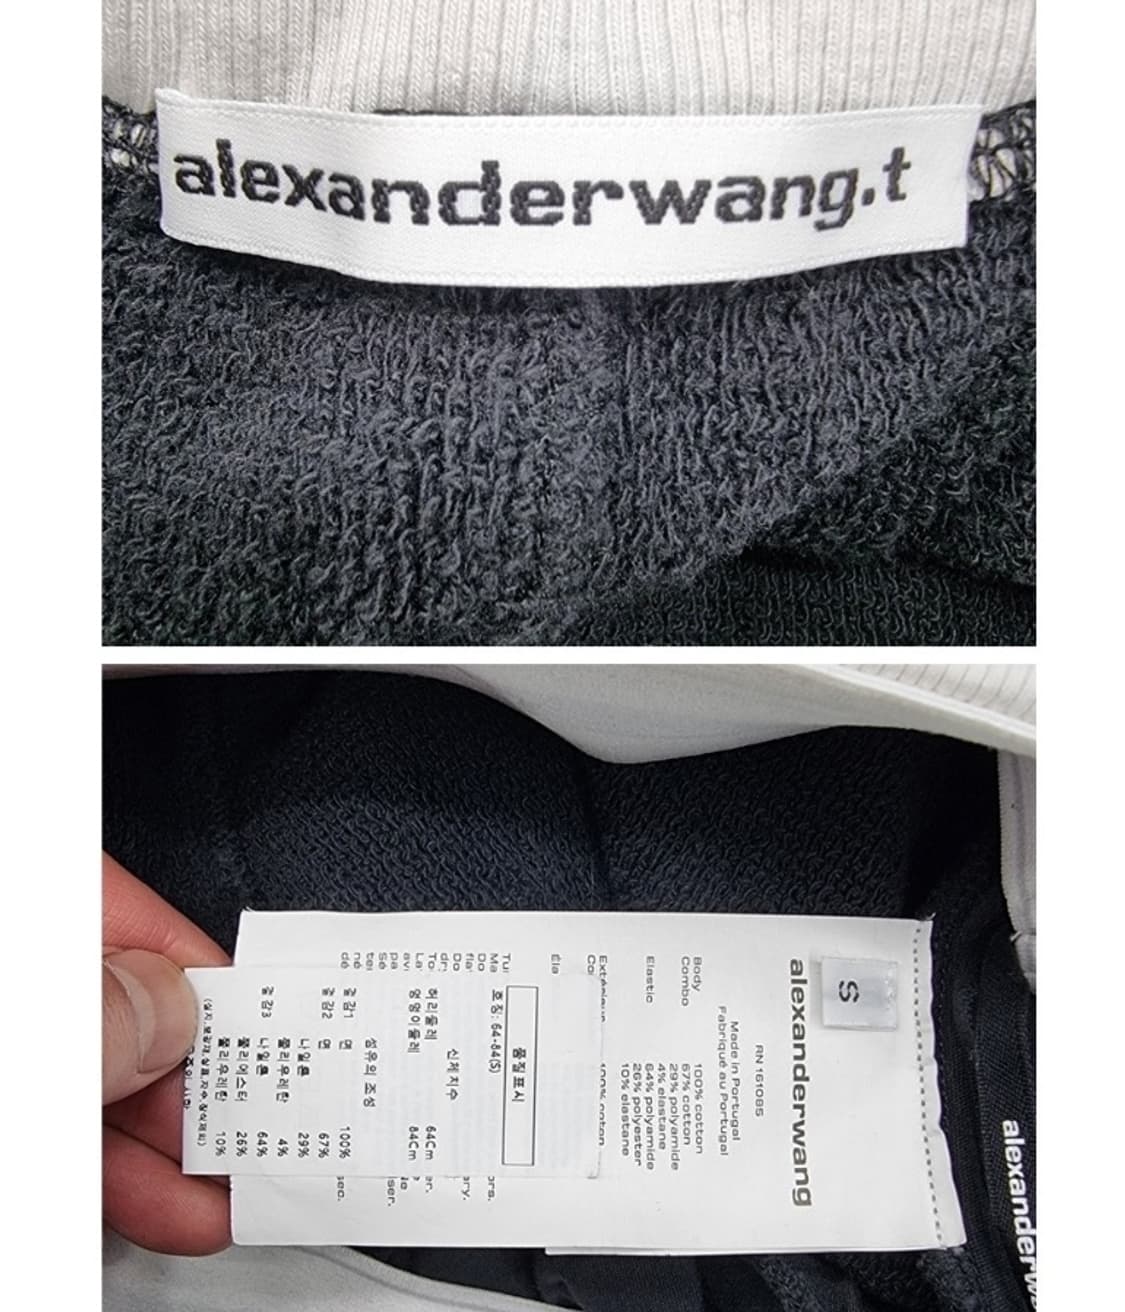 alexanderwang.t
S
alexanderwang
RN 161085
Made in Portugal
Fabriqué au Portugal
Body 100% cotton
Combo 67% cotton
29% polyamide
4% elastane
Elastic 64% polyamide
26% polyester
10% elastane
100% coton
품질표시
호칭: 64-84(S)
신체치수
허리둘레 64Cm
엉덩이둘레 84Cm
섬유의 조성
겉감1 면 100%
겉감2 면 67%
나일론 29%
폴리우레탄 4%
겉감3 나일론 64%
폴리에스터 26%
폴리우레탄 10%